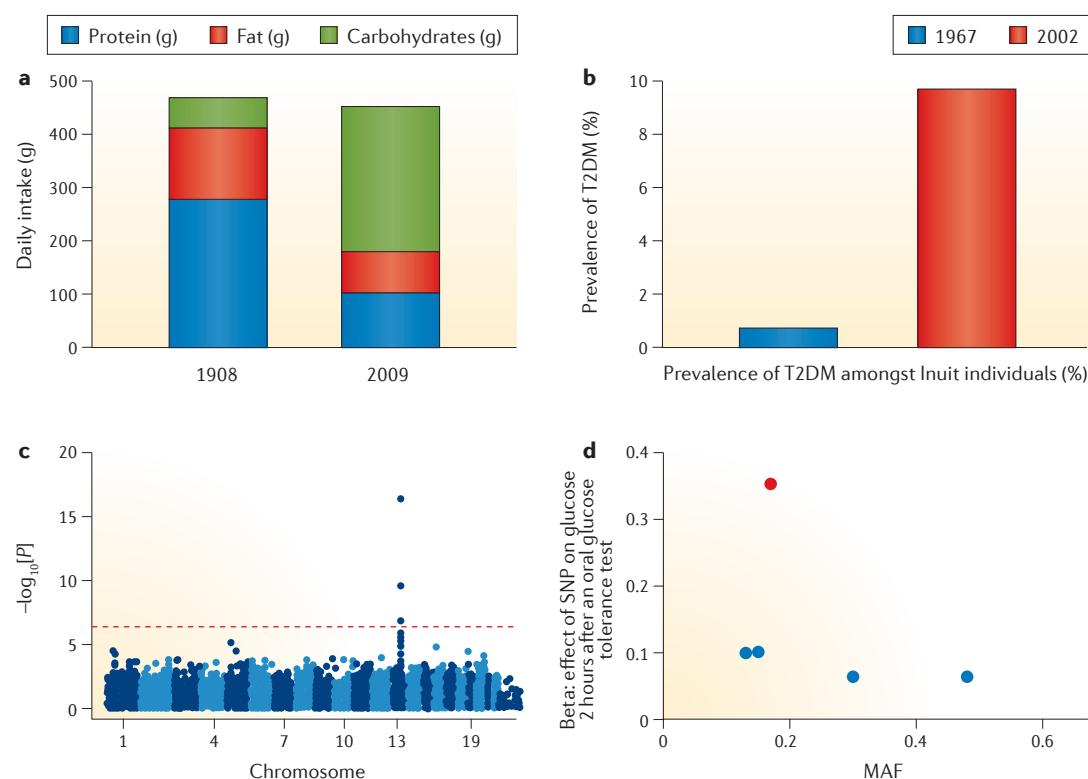 Protein (g) Fat (g) Carbohydrates (g)
a
500
400
300
200
100
0
Daily intake (g)
1908 2009
1967 2002
b
10
8
6
4
2
0
Prevalence of T2DM (%)
Prevalence of T2DM amongst Inuit individuals (%)
c
20
15
10
5
0
–log₁₀[P]
1 4 7 10 13 19
Chromosome
d
0.4
0.3
0.2
0.1
0
Beta: effect of SNP on glucose
2 hours after an oral glucose
tolerance test
0 0.2 0.4 0.6
MAF